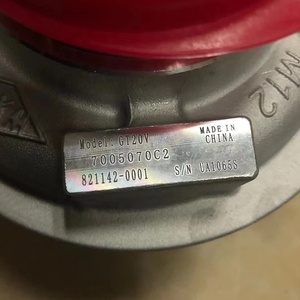 Model: GT20V
MADE IN
CHINA
7005070C2
821142-0001
S/N UA1065S
M12